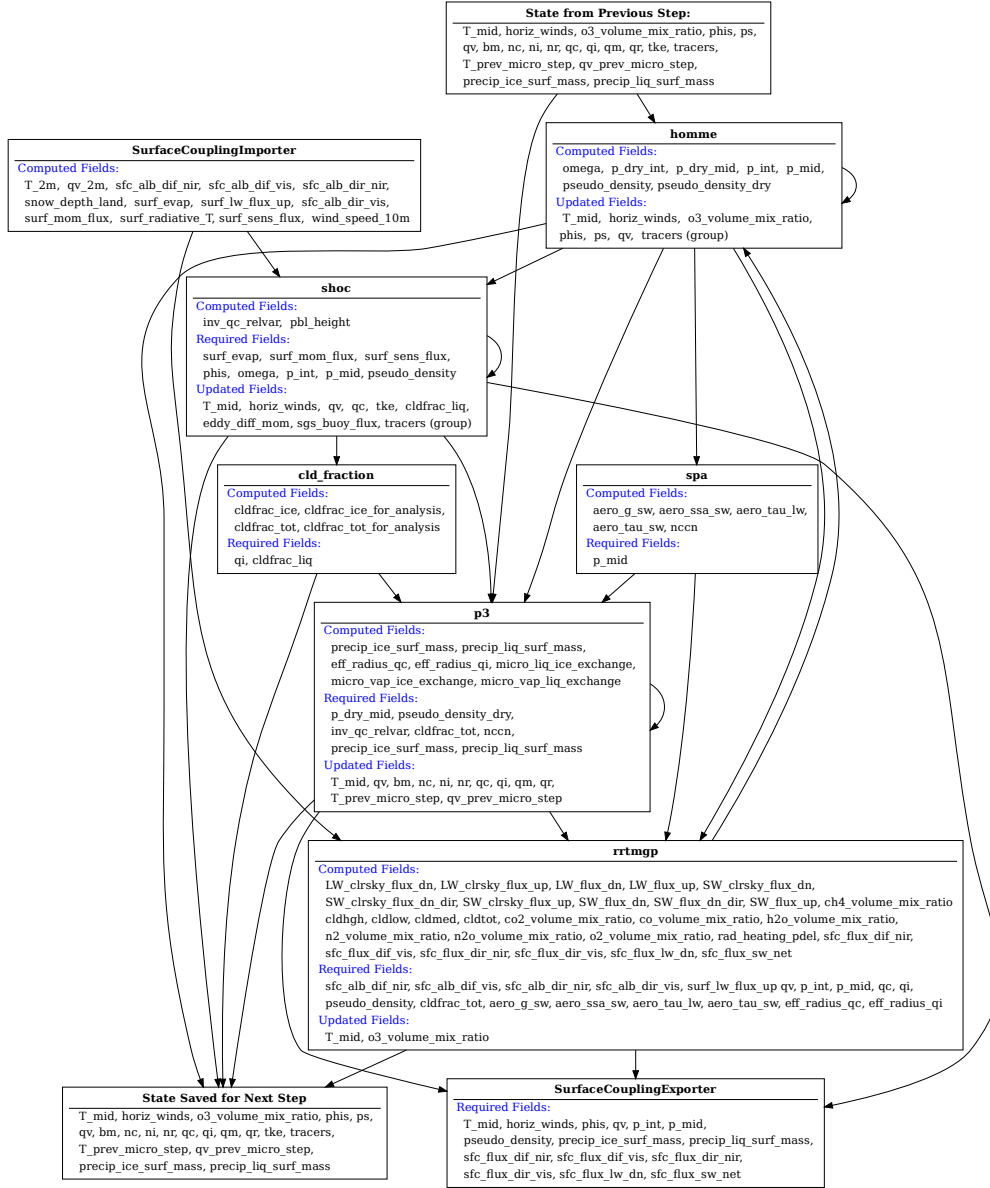 State from Previous Step:
T_mid, horiz_winds, o3_volume_mix_ratio, phis, ps,
qv, bm, nc, ni, nr, qc, qi, qm, qr, tke, tracers,
T_prev_micro_step, qv_prev_micro_step,
precip_ice_surf_mass, precip_liq_surf_mass
homme
Computed Fields:
omega, p_dry_int, p_dry_mid, p_int, p_mid,
pseudo_density, pseudo_density_dry
Updated Fields:
T_mid, horiz_winds, o3_volume_mix_ratio,
phis, ps, qv, tracers (group)
SurfaceCouplingImporter
Computed Fields:
T_2m, qv_2m, sfc_alb_dif_nir, sfc_alb_dif_vis, sfc_alb_dir_nir,
snow_depth_land, surf_evap, surf_lw_flux_up, sfc_alb_dir_vis,
surf_mom_flux, surf_radiative_T, surf_sens_flux, wind_speed_10m
shoc
Computed Fields:
inv_qc_relvar, pbl_height
Required Fields:
surf_evap, surf_mom_flux, surf_sens_flux,
phis, omega, p_int, p_mid, pseudo_density
Updated Fields:
T_mid, horiz_winds, qv, qc, tke, cldfrac_liq,
eddy_diff_mom, sgs_buoy_flux, tracers (group)
cld_fraction
Computed Fields:
cldfrac_ice, cldfrac_ice_for_analysis,
cldfrac_tot, cldfrac_tot_for_analysis
Required Fields:
qi, cldfrac_liq
spa
Computed Fields:
aero_g_sw, aero_ssa_sw, aero_tau_lw,
aero_tau_sw, nccn
Required Fields:
p_mid
p3
Computed Fields:
precip_ice_surf_mass, precip_liq_surf_mass,
eff_radius_qc, eff_radius_qi, micro_liq_ice_exchange,
micro_vap_ice_exchange, micro_vap_liq_exchange
Required Fields:
p_dry_mid, pseudo_density_dry,
inv_qc_relvar, cldfrac_tot, nccn,
precip_ice_surf_mass, precip_liq_surf_mass
Updated Fields:
T_mid, qv, bm, nc, ni, nr, qc, qi, qm, qr,
T_prev_micro_step, qv_prev_micro_step
rrtmgp
Computed Fields:
LW_clrsky_flux_dn, LW_clrsky_flux_up, LW_flux_dn, LW_flux_up, SW_clrsky_flux_dn,
SW_clrsky_flux_dn_dir, SW_clrsky_flux_up, SW_flux_dn, SW_flux_dn_dir, SW_flux_up, ch4_volume_mix_ratio
cldhgh, cldlow, cldmed, cldtot, co2_volume_mix_ratio, co_volume_mix_ratio, h2o_volume_mix_ratio,
n2_volume_mix_ratio, n2o_volume_mix_ratio, o2_volume_mix_ratio, rad_heating_pdel, sfc_flux_dif_nir,
sfc_flux_dif_vis, sfc_flux_dir_nir, sfc_flux_dir_vis, sfc_flux_lw_dn, sfc_flux_sw_net
Required Fields:
sfc_alb_dif_nir, sfc_alb_dif_vis, sfc_alb_dir_nir, sfc_alb_dir_vis, surf_lw_flux_up qv, p_int, p_mid, qc, qi,
pseudo_density, cldfrac_tot, aero_g_sw, aero_ssa_sw, aero_tau_lw, aero_tau_sw, eff_radius_qc, eff_radius_qi
Updated Fields:
T_mid, o3_volume_mix_ratio
State Saved for Next Step
T_mid, horiz_winds, o3_volume_mix_ratio, phis, ps,
qv, bm, nc, ni, nr, qc, qi, qm, qr, tke, tracers,
T_prev_micro_step, qv_prev_micro_step,
precip_ice_surf_mass, precip_liq_surf_mass
SurfaceCouplingExporter
Required Fields:
T_mid, horiz_winds, phis, qv, p_int, p_mid,
pseudo_density, precip_ice_surf_mass, precip_liq_surf_mass,
sfc_flux_dif_nir, sfc_flux_dif_vis, sfc_flux_dir_nir,
sfc_flux_dir_vis, sfc_flux_lw_dn, sfc_flux_sw_net